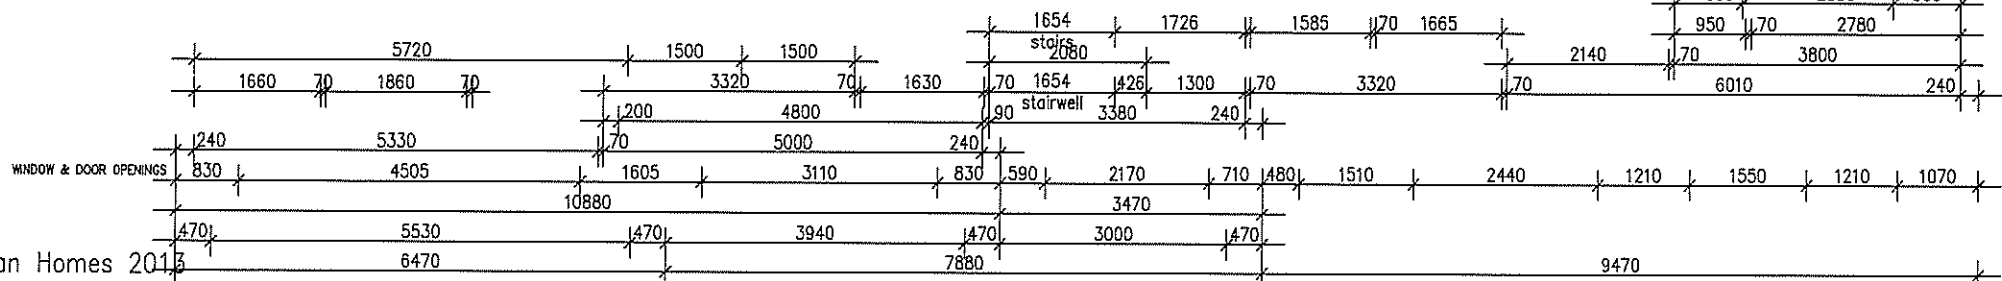 1654 1726 1585 70 1665 950 70 2780
stairs
5720 1500 1500 2080 2140 70 3800
1660 70 1860 70 3320 70 1630 70 1654 426 1300 70 3320 70 6010 240
stairwell
200 4800 90 3380 240
240 5330 70 5000 240
WINDOW & DOOR OPENINGS 830 4505 1605 3110 830 590 2170 710 480 1510 2440 1210 1550 1210 1070
10880 3470
470 5530 470 3940 470 3000 470
an Homes 2013 6470 7880 9470